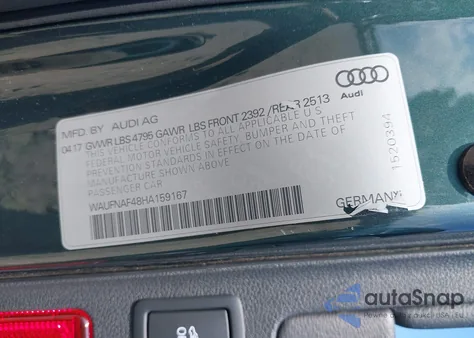 MFD BY AUDI AG
04 17 GVWR LBS 4795 GAWR LBS FRONT 2392 /REAR 2513
THIS VEHICLE CONFORMS TO ALL APPLICABLE U.S.
FEDERAL MOTOR VEHICLE SAFETY, BUMPER AND THEFT
PREVENTION STANDARDS IN EFFECT ON THE DATE OF
MANUFACTURE SHOWN ABOVE
PASSENGER CAR
WAUFNAF48HA159167
GERMANY
Audi
1520394
autoSnap